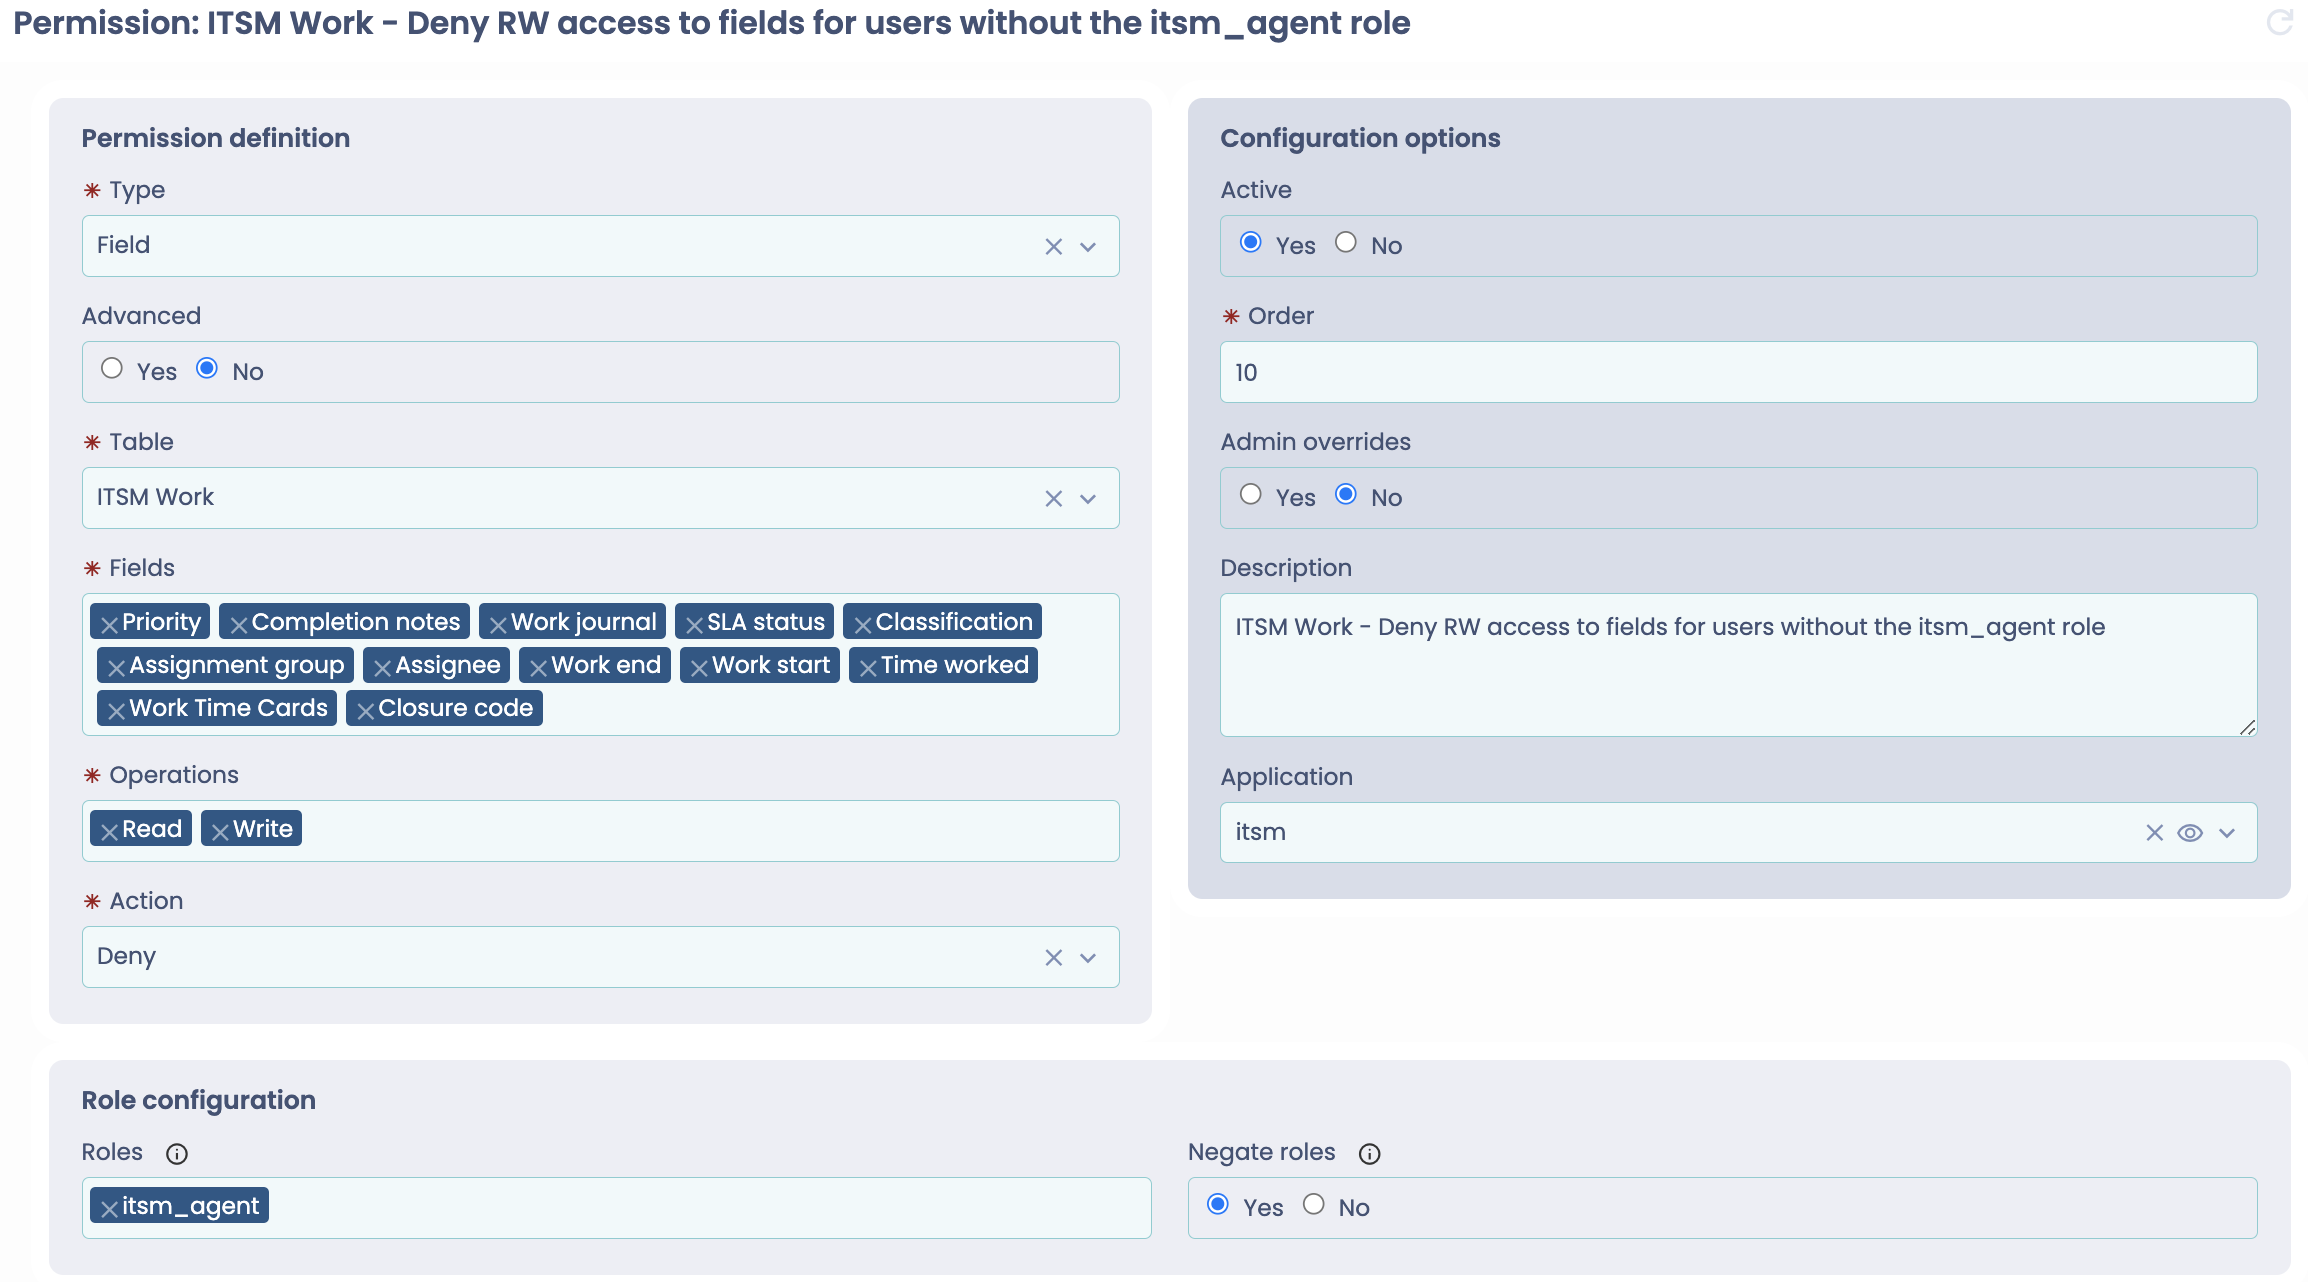 Permission: ITSM Work - Deny RW access to fields for users without the itsm_agent role
Permission definition
* Type
Field
Advanced
Yes No
* Table
ITSM Work
* Fields
Priority Completion notes Work journal SLA status Classification
Assignment group Assignee Work end Work start Time worked
Work Time Cards Closure code
* Operations
Read Write
* Action
Deny
Configuration options
Active
Yes No
* Order
10
Admin overrides
Yes No
Description
ITSM Work - Deny RW access to fields for users without the itsm_agent role
Application
itsm
Role configuration
Roles
itsm_agent
Negate roles
Yes No